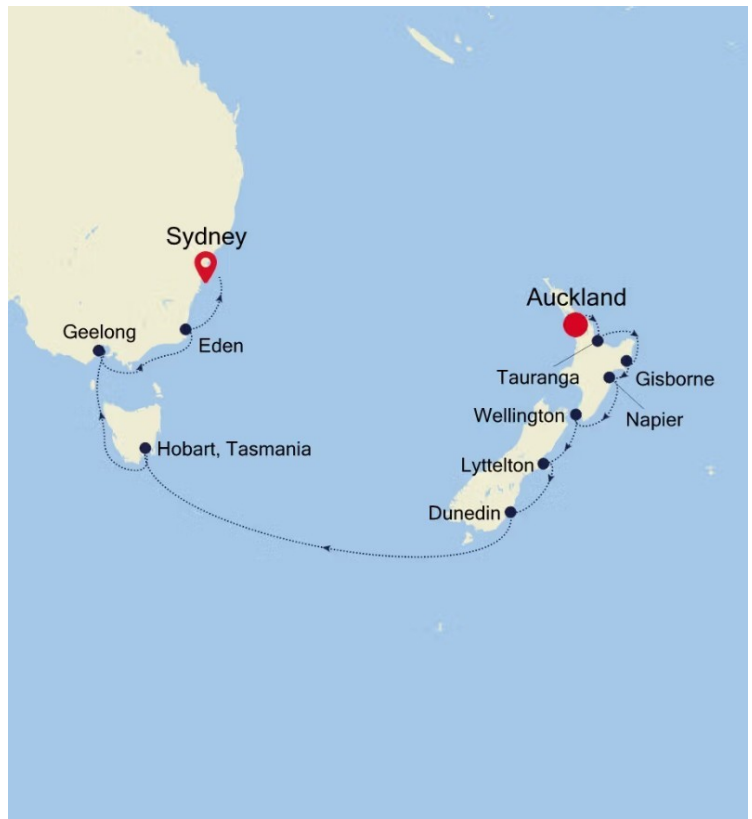 Sydney
Auckland
Geelong
Eden
Tauranga
Gisborne
Wellington
Napier
Hobart, Tasmania
Lyttelton
Dunedin